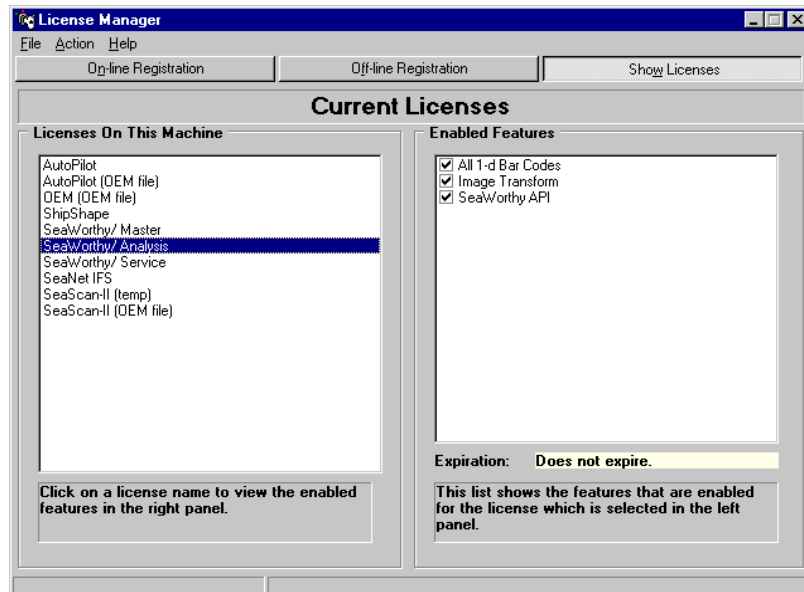 License Manager
File Action Help
On-line Registration Off-line Registration Show Licenses
Current Licenses
Licenses On This Machine
AutoPilot
AutoPilot (OEM file)
OEM (OEM file)
ShipShape
SeaWorthy/ Master
SeaWorthy/ Analysis
SeaWorthy/ Service
SeaNet IFS
SeaScan-II (temp)
SeaScan-II (OEM file)
Click on a license name to view the enabled
features in the right panel.
Enabled Features
All 1-d Bar Codes
Image Transform
SeaWorthy API
Expiration: Does not expire.
This list shows the features that are enabled
for the license which is selected in the left
panel.